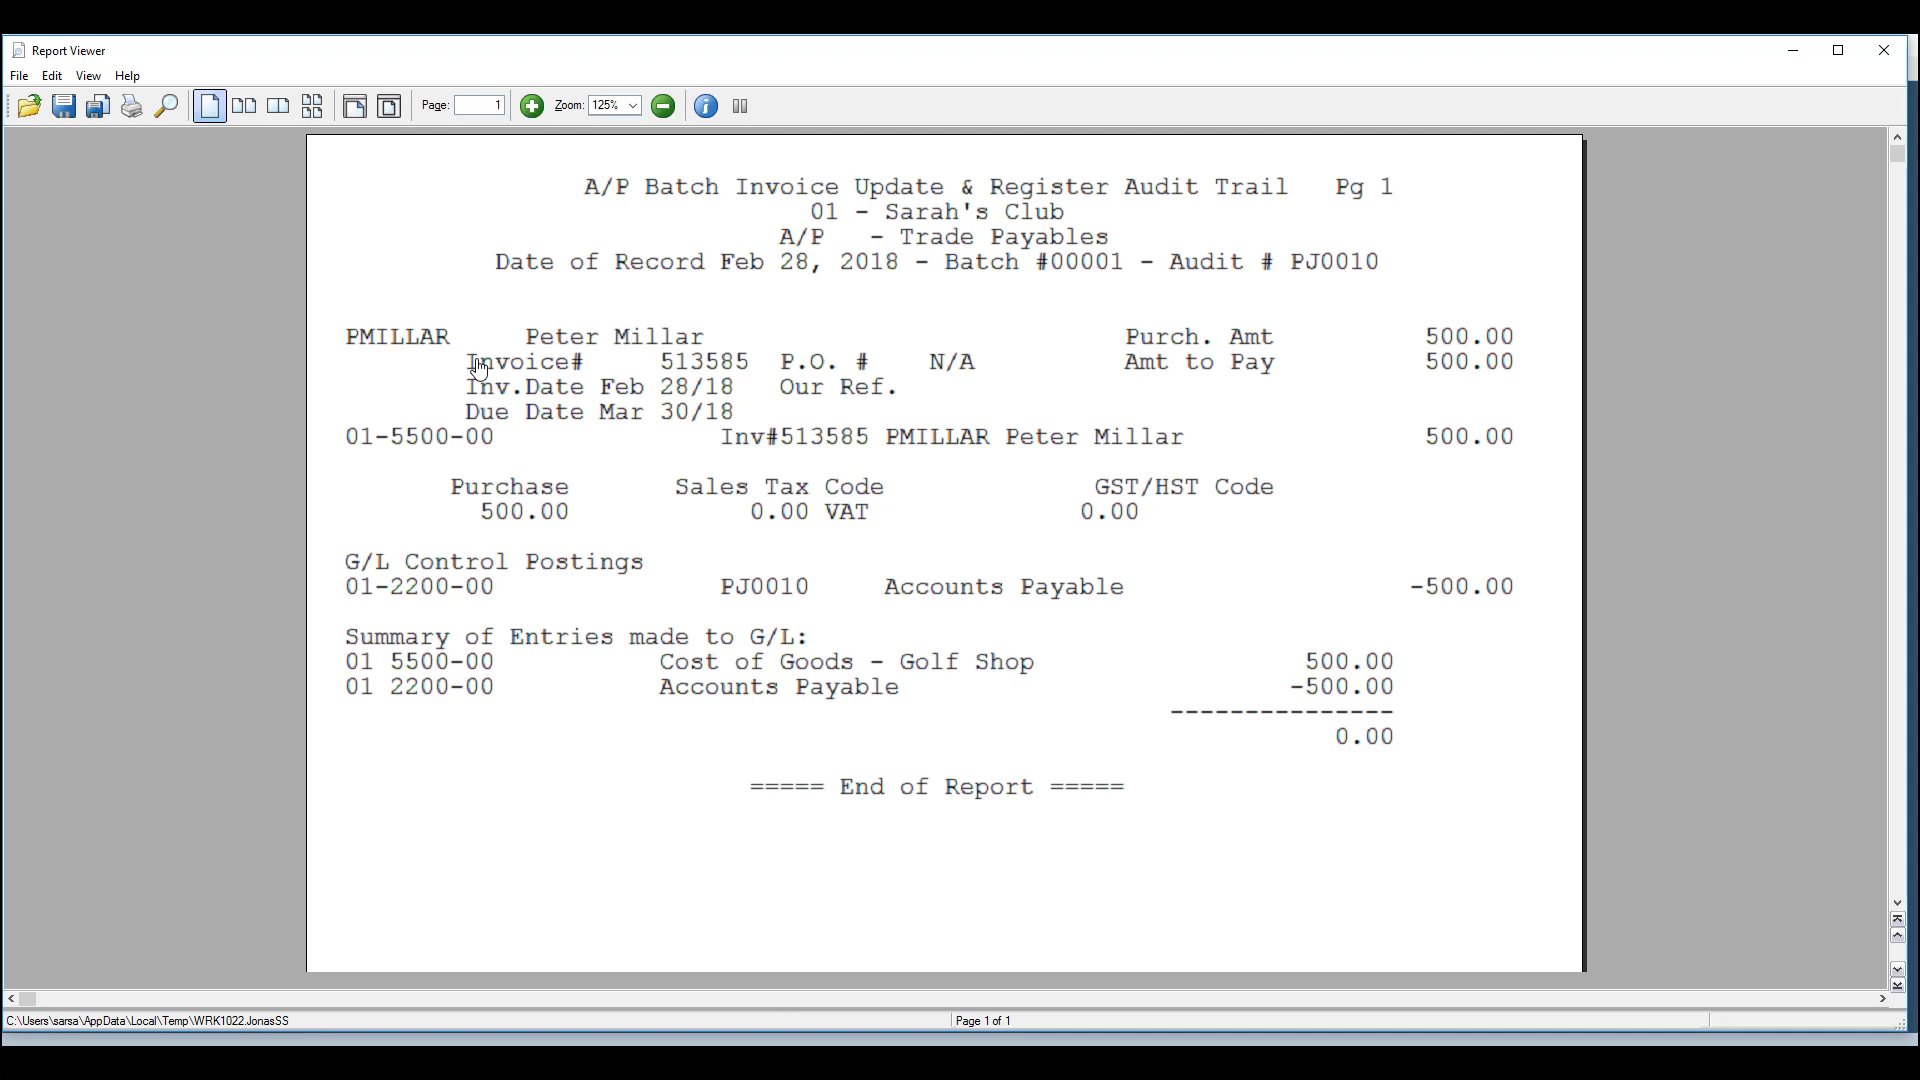 Report Viewer
File Edit View Help
Page: 1 Zoom: 125%
A/P Batch Invoice Update & Register Audit Trail Pg 1
01 - Sarah's Club
A/P - Trade Payables
Date of Record Feb 28, 2018 - Batch #00001 - Audit # PJ0010
PMILLAR Peter Millar Purch. Amt 500.00
Invoice# 513585 P.O. # N/A Amt to Pay 500.00
Inv.Date Feb 28/18 Our Ref.
Due Date Mar 30/18
01-5500-00 Inv#513585 PMILLAR Peter Millar 500.00
Purchase Sales Tax Code GST/HST Code
500.00 0.00 VAT 0.00
G/L Control Postings
01-2200-00 PJ0010 Accounts Payable -500.00
Summary of Entries made to G/L:
01 5500-00 Cost of Goods - Golf Shop 500.00
01 2200-00 Accounts Payable -500.00
---------------
0.00
===== End of Report =====
C:\Users\sarsa\AppData\Local\Temp\WRK1022.JonasSS Page 1 of 1